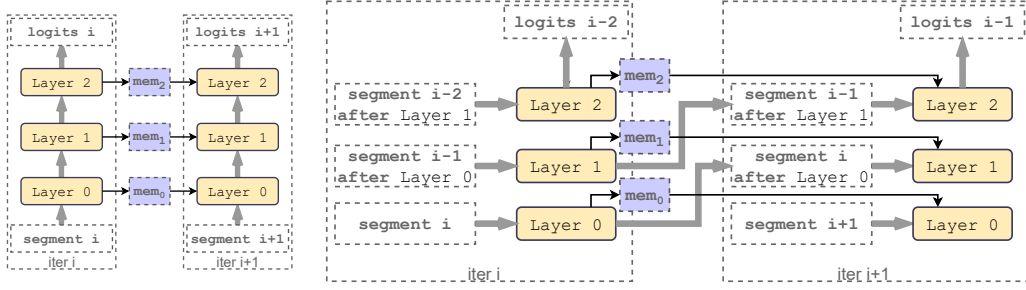 logits i
logits i+1
Layer 2
mem2
Layer 2
Layer 1
mem1
Layer 1
Layer 0
mem0
Layer 0
segment i
segment i+1
iter i
iter i+1
logits i-2
logits i-1
mem2
segment i-2
after Layer 1
Layer 2
segment i-1
after Layer 1
Layer 2
mem1
segment i-1
after Layer 0
Layer 1
segment i
after Layer 0
Layer 1
mem0
segment i
Layer 0
segment i+1
Layer 0
iter i
iter i+1